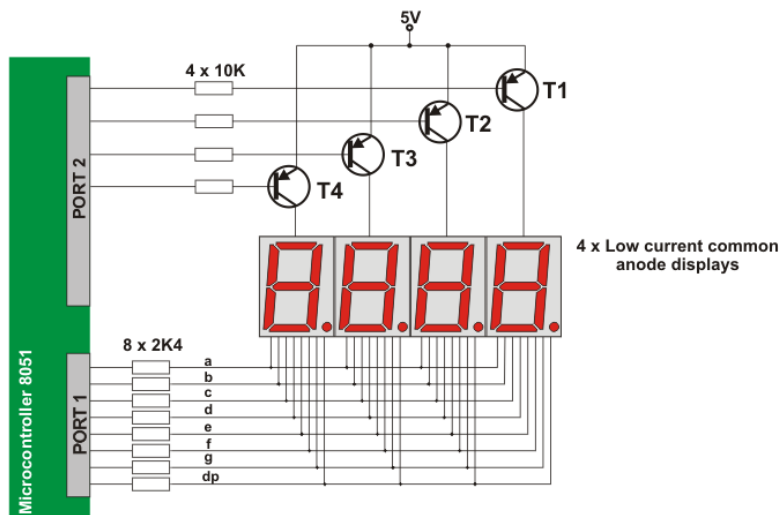 5V
4 x 10K
T1
T2
T3
T4
PORT 2
4 x Low current common
anode displays
Microcontroller 8051
8 x 2K4
PORT 1
a
b
c
d
e
f
g
dp